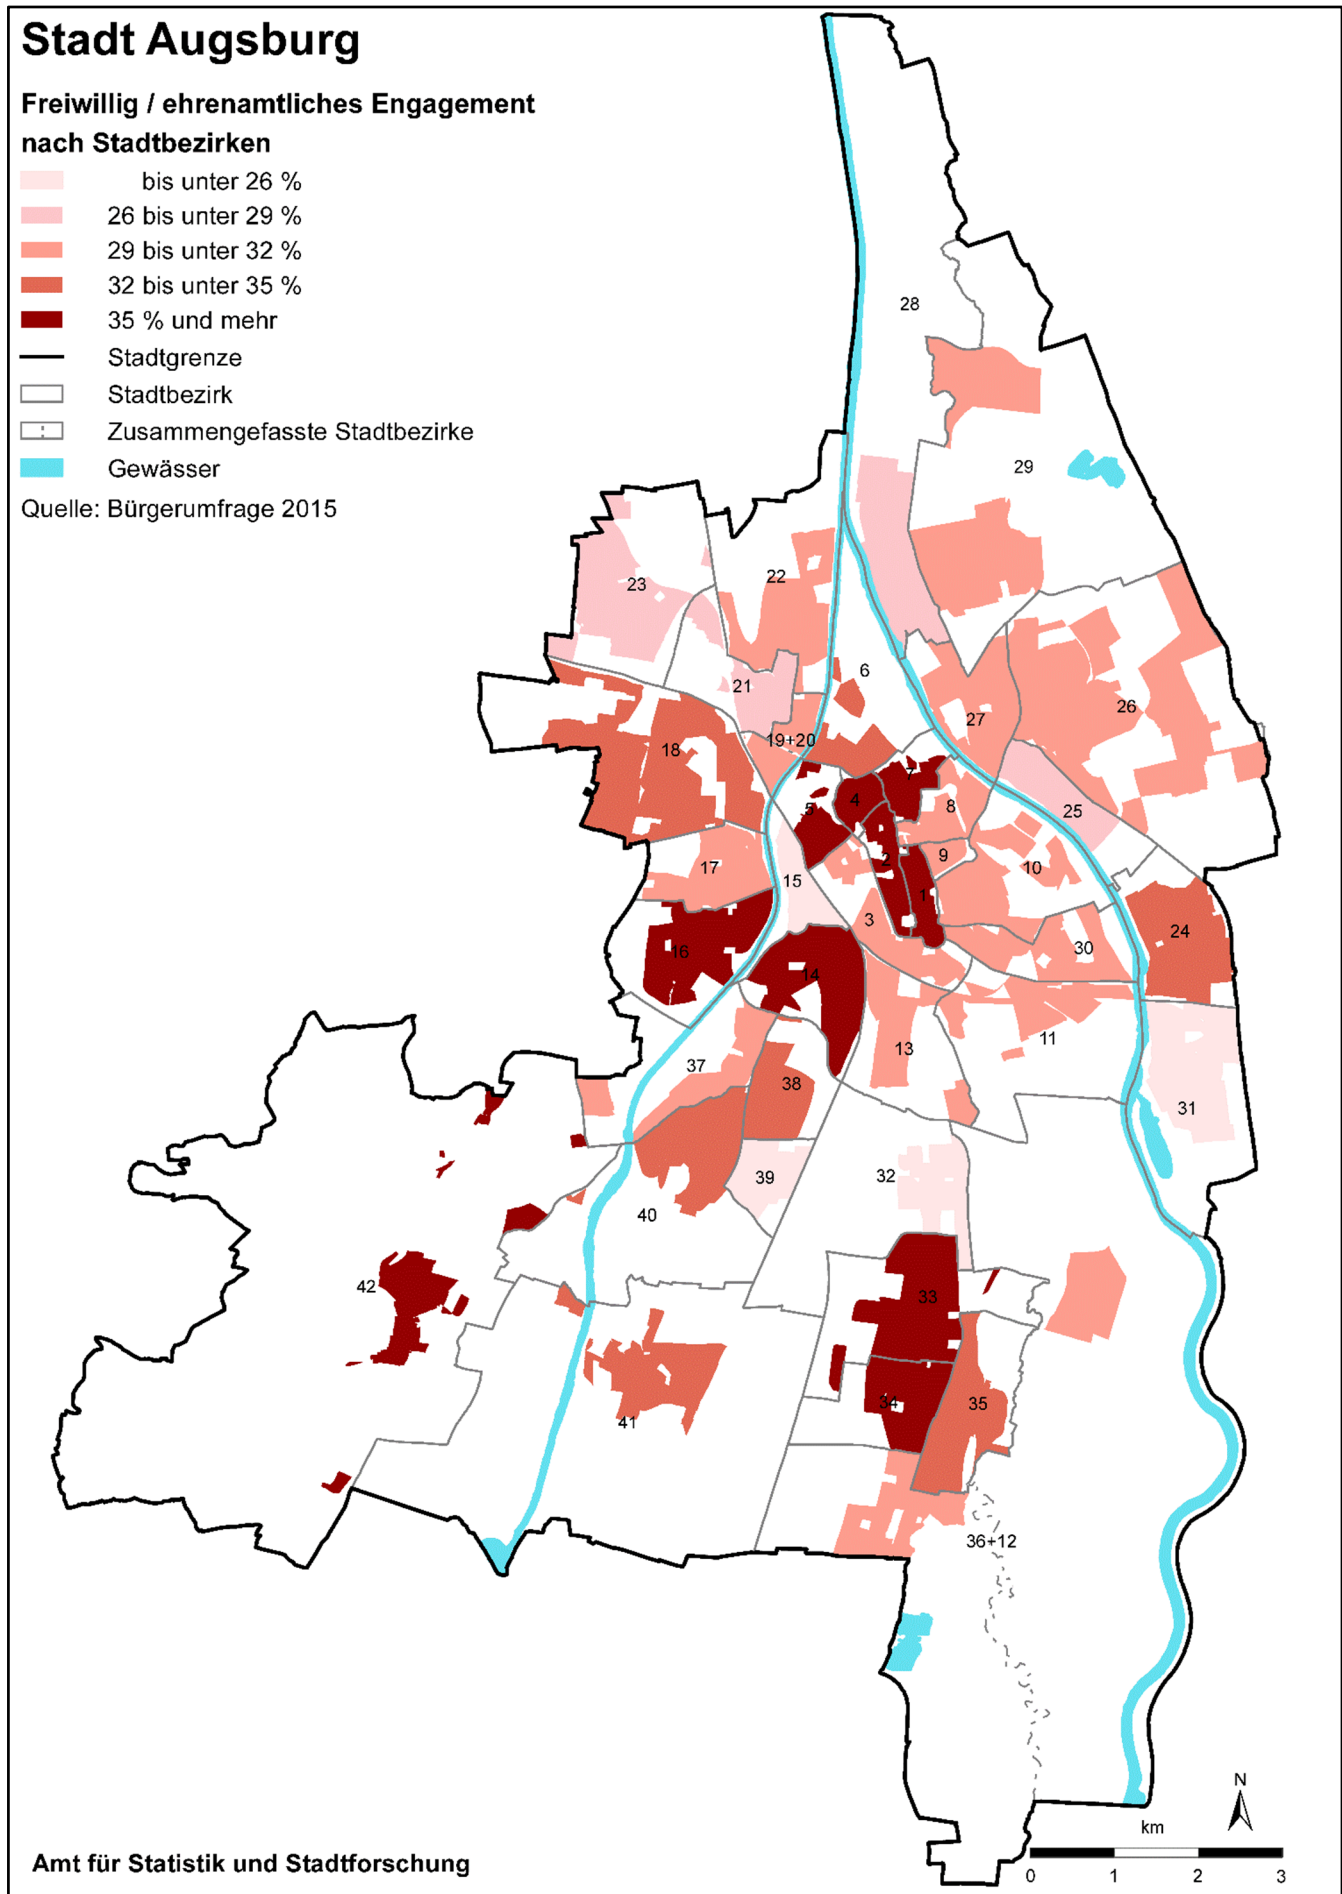 Stadt Augsburg
Freiwillig / ehrenamtliches Engagement
nach Stadtbezirken
bis unter 26 %
26 bis unter 29 %
29 bis unter 32 %
32 bis unter 35 %
35 % und mehr
Stadtgrenze
Stadtbezirk
Zusammengefasste Stadtbezirke
Gewässer
Quelle: Bürgerumfrage 2015
28
29
23
22
6
21
26
27
19+20
18
7
4
8
5
25
9
2
17
10
15
1
3
24
30
16
14
11
13
37
38
31
39
32
40
42
33
34
35
41
36+12
N
km
0 1 2 3
Amt für Statistik und Stadtforschung